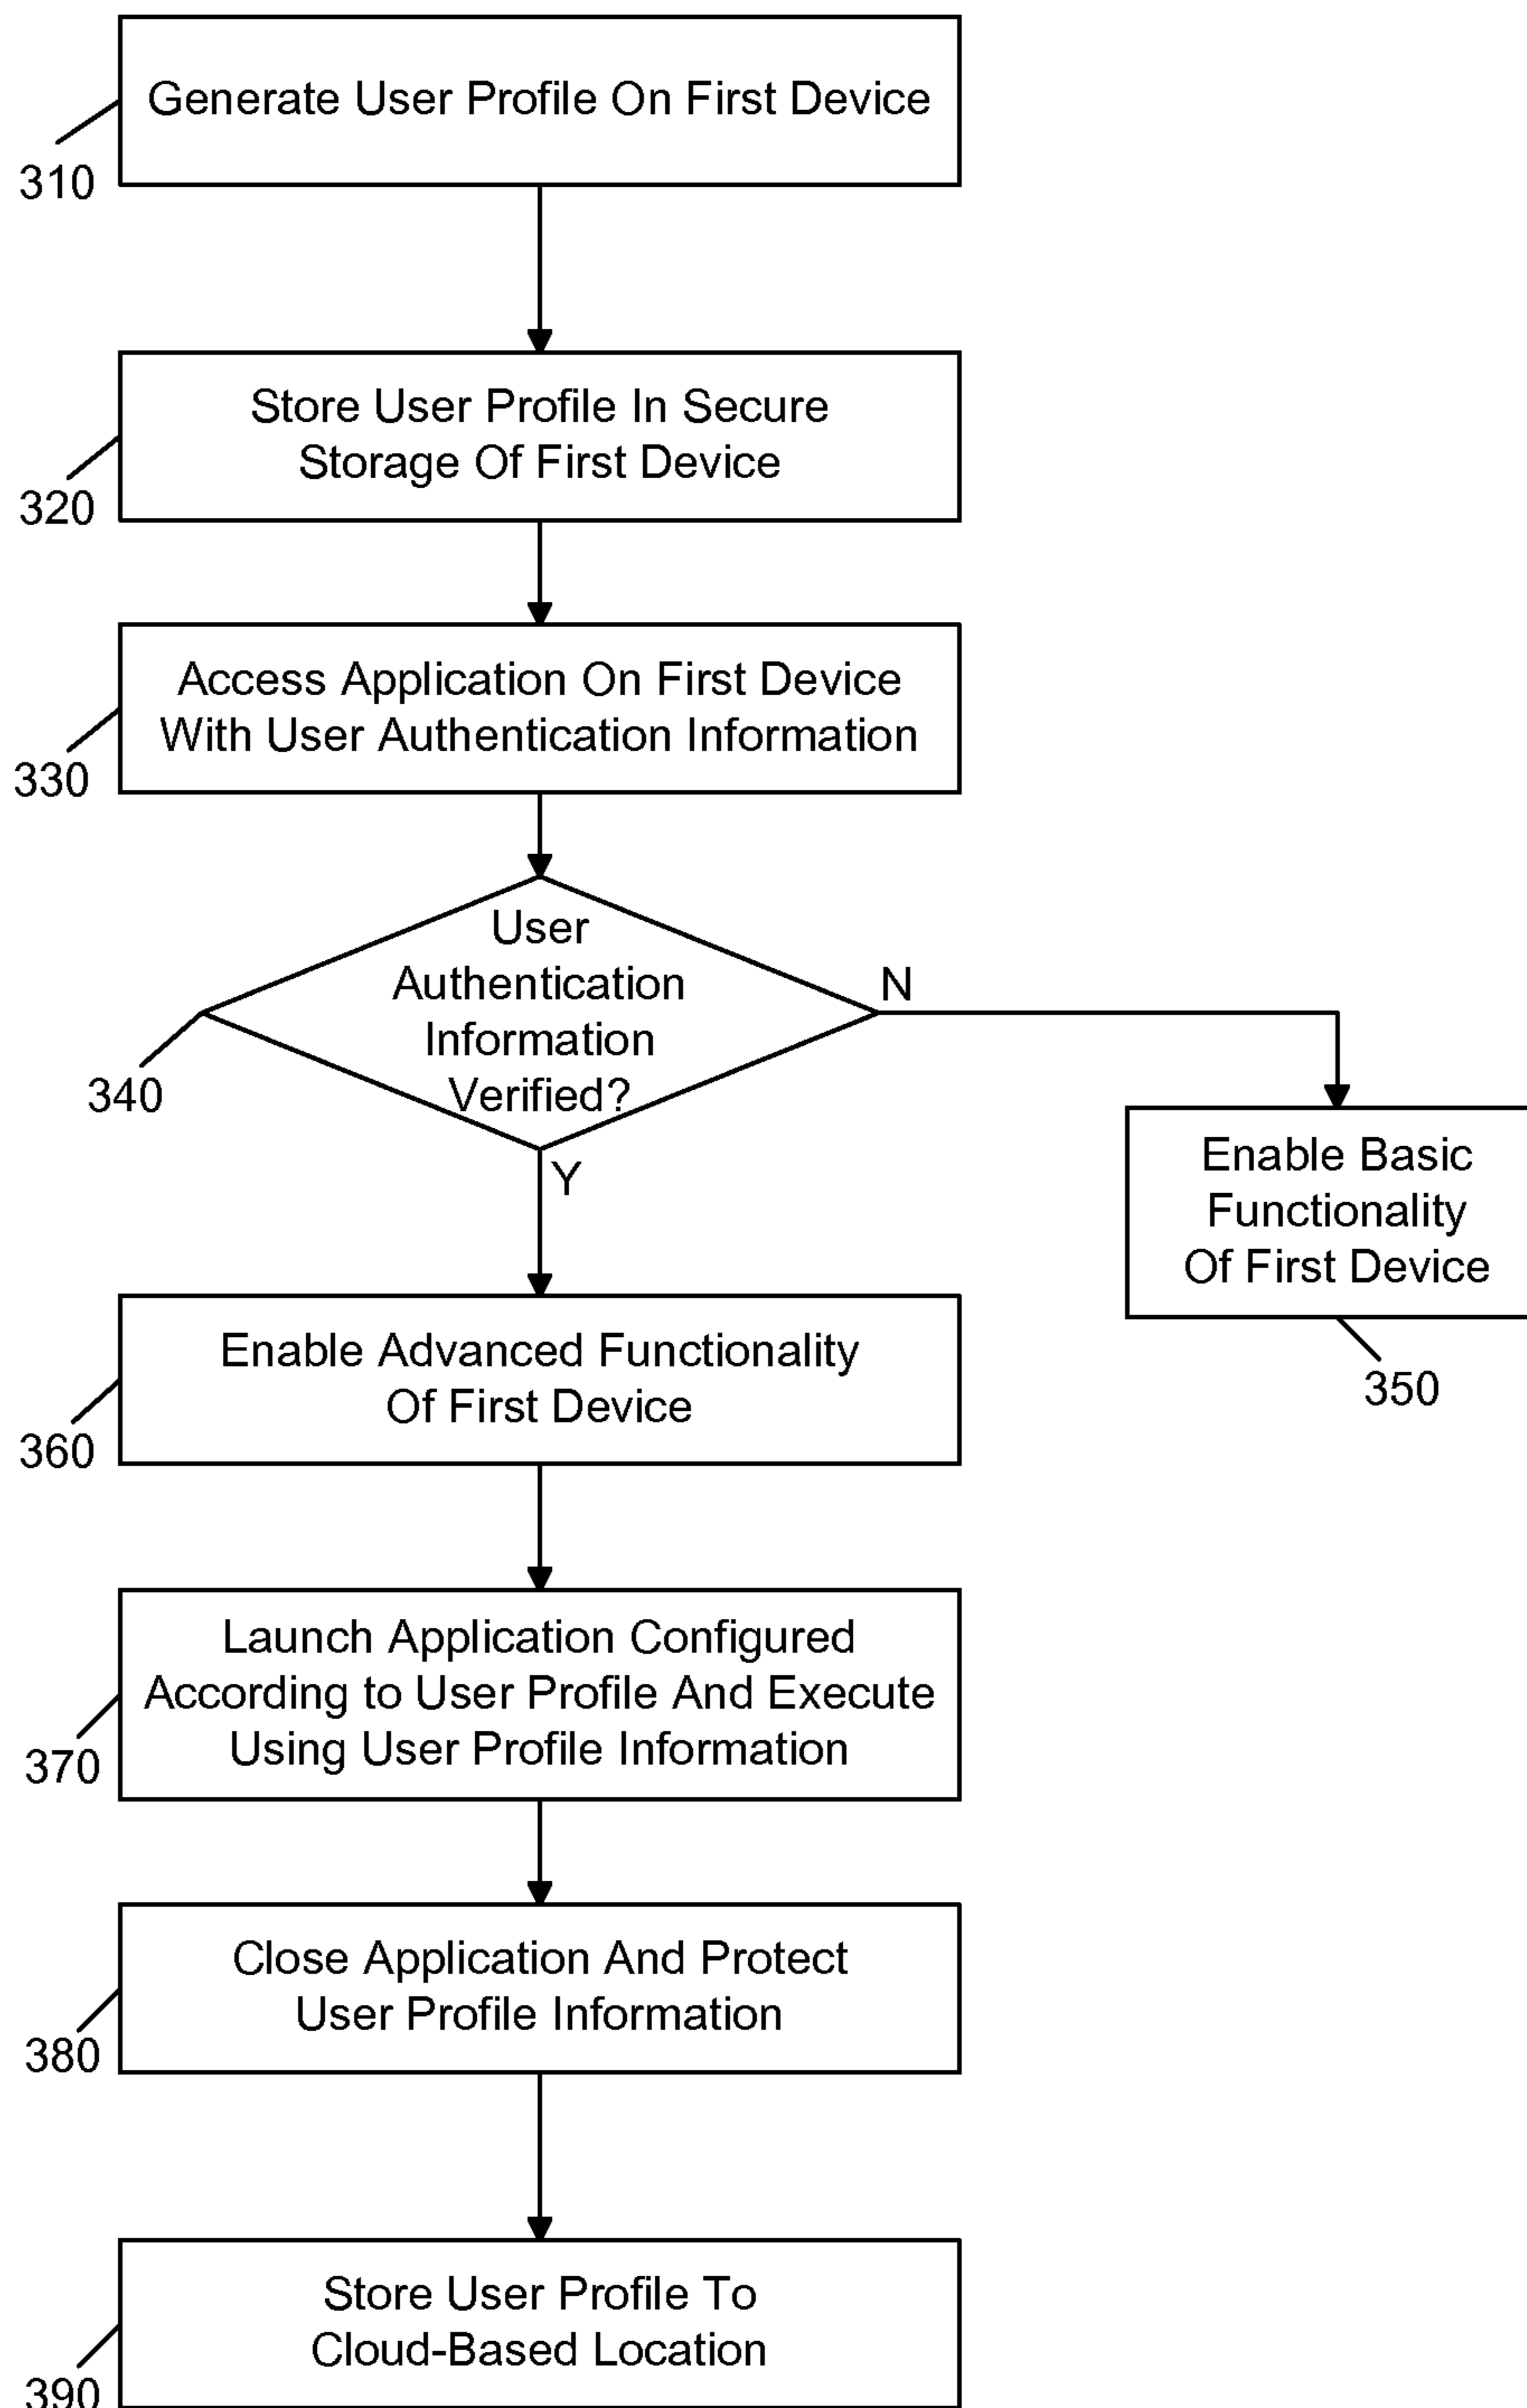 Generate User Profile On First Device
310
Store User Profile In Secure
Storage Of First Device
320
Access Application On First Device
With User Authentication Information
330
User
Authentication
Information
Verified?
N
340
Y
Enable Basic
Functionality
Of First Device
350
Enable Advanced Functionality
Of First Device
360
Launch Application Configured
According to User Profile And Execute
Using User Profile Information
370
Close Application And Protect
User Profile Information
380
Store User Profile To
Cloud-Based Location
390